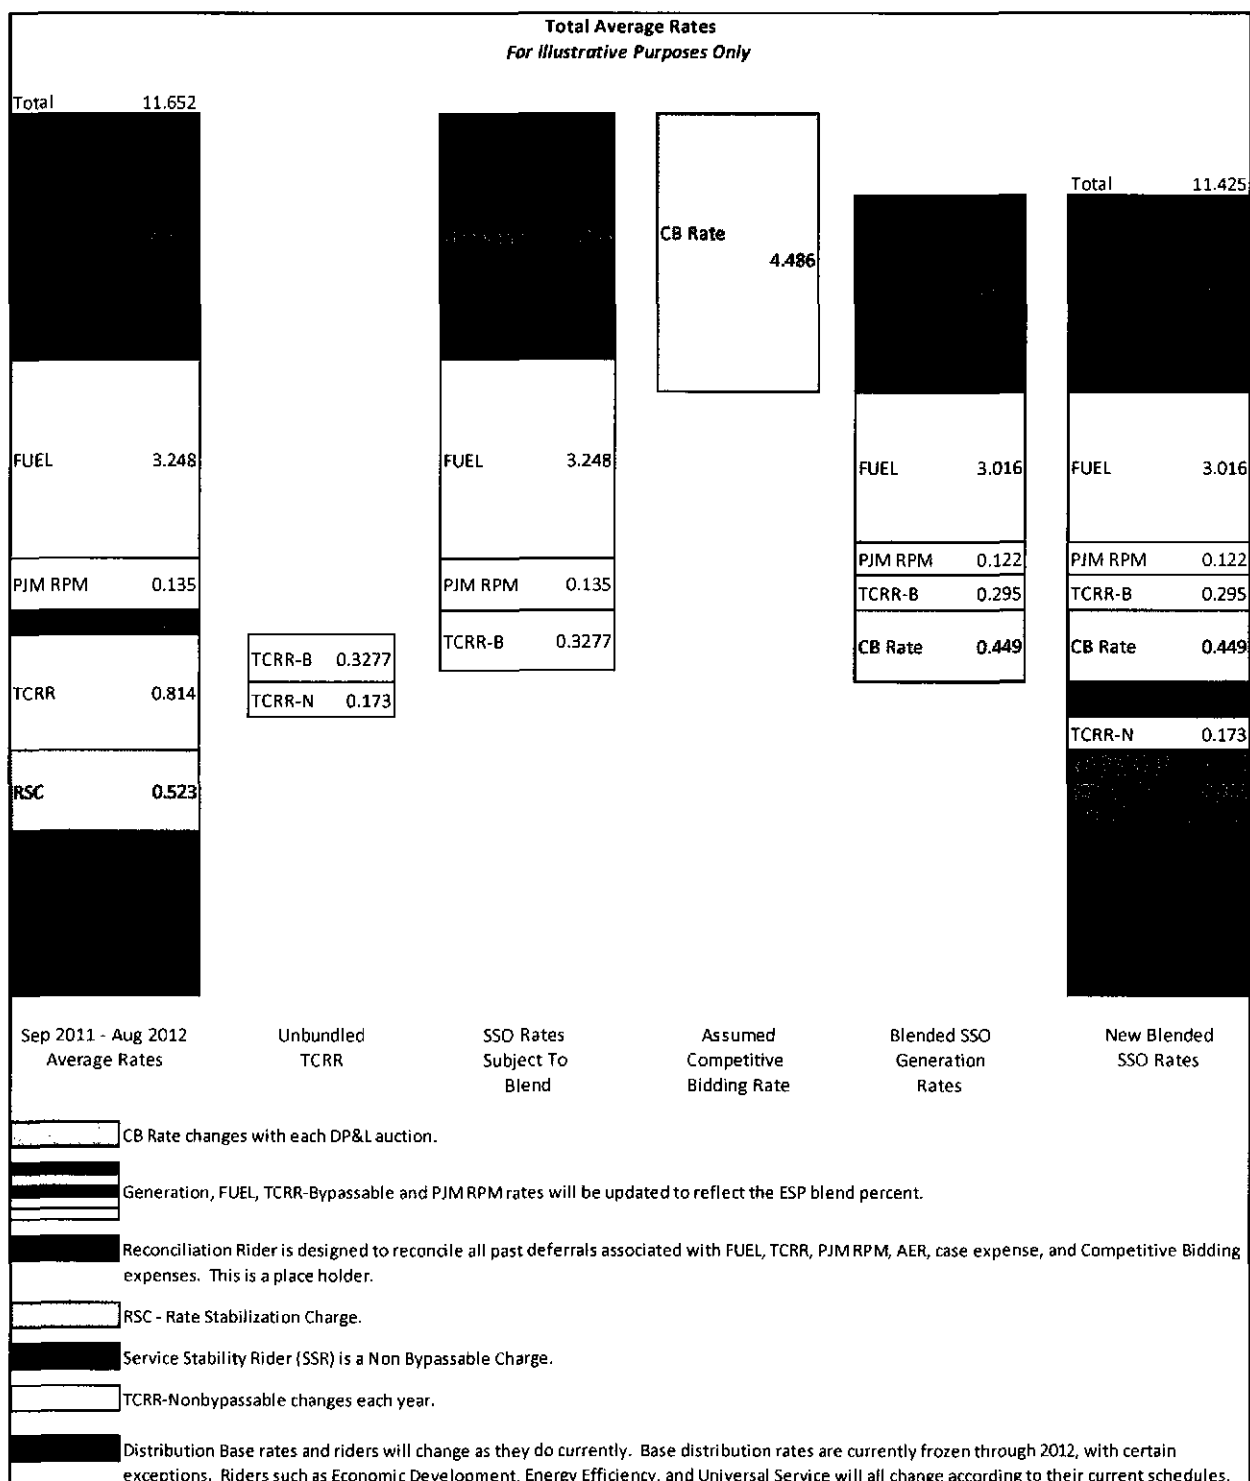 Total Average Rates
For Illustrative Purposes Only
Total 11.652
FUEL 3.248
PJM RPM 0.135
TCRR 0.814
RSC 0.523
Sep 2011 - Aug 2012
Average Rates
TCRR-B 0.3277
TCRR-N 0.173
Unbundled
TCRR
FUEL 3.248
PJM RPM 0.135
TCRR-B 0.3277
SSO Rates
Subject To
Blend
CB Rate
4.486
Assumed
Competitive
Bidding Rate
FUEL 3.016
PJM RPM 0.122
TCRR-B 0.295
CB Rate 0.449
Blended SSO
Generation
Rates
Total 11.425
FUEL 3.016
PJM RPM 0.122
TCRR-B 0.295
CB Rate 0.449
TCRR-N 0.173
New Blended
SSO Rates
CB Rate changes with each DP&L auction.
Generation, FUEL, TCRR-Bypassable and PJM RPM rates will be updated to reflect the ESP blend percent.
Reconciliation Rider is designed to reconcile all past deferrals associated with FUEL, TCRR, PJM RPM, AER, case expense, and Competitive Bidding
expenses. This is a place holder.
RSC - Rate Stabilization Charge.
Service Stability Rider (SSR) is a Non Bypassable Charge.
TCRR-Nonbypassable changes each year.
Distribution Base rates and riders will change as they do currently. Base distribution rates are currently frozen through 2012, with certain
exceptions. Riders such as Economic Development, Energy Efficiency, and Universal Service will all change according to their current schedules.